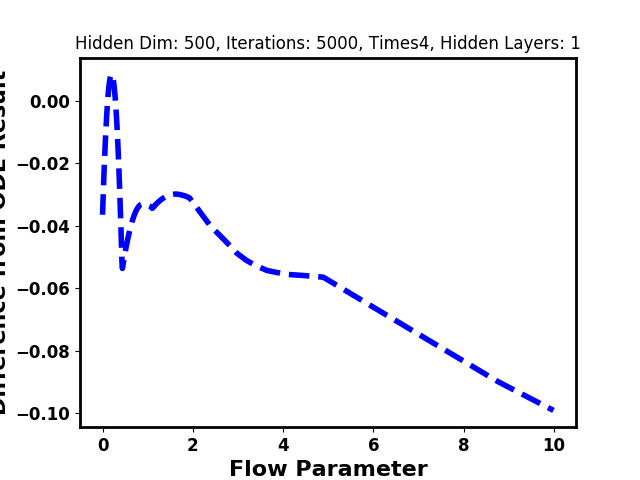 Hidden Dim: 500, Iterations: 5000, Times4, Hidden Layers: 1
Difference from ODE Result
0.00
−0.02
−0.04
−0.06
−0.08
−0.10
0 2 4 6 8 10
Flow Parameter